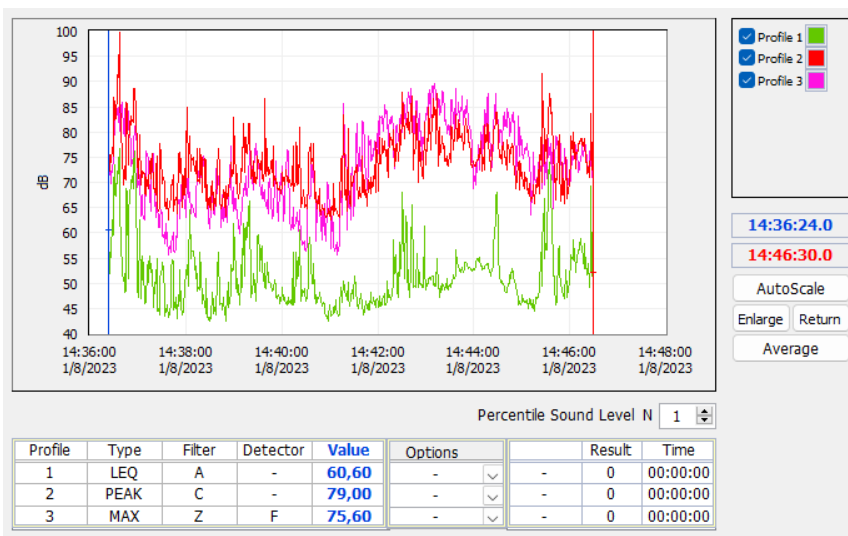 100
95
90
85
80
75
70
65
60
55
50
45
40
dB
14:36:00 14:38:00 14:40:00 14:42:00 14:44:00 14:46:00 14:48:00
1/8/2023 1/8/2023 1/8/2023 1/8/2023 1/8/2023 1/8/2023 1/8/2023
Profile 1
Profile 2
Profile 3
14:36:24.0
14:46:30.0
AutoScale
Enlarge Return
Average
Percentile Sound Level N 1
Profile Type Filter Detector Value Options Result Time
1 LEQ A - 60,60 - - 0 00:00:00
2 PEAK C - 79,00 - - 0 00:00:00
3 MAX Z F 75,60 - - 0 00:00:00